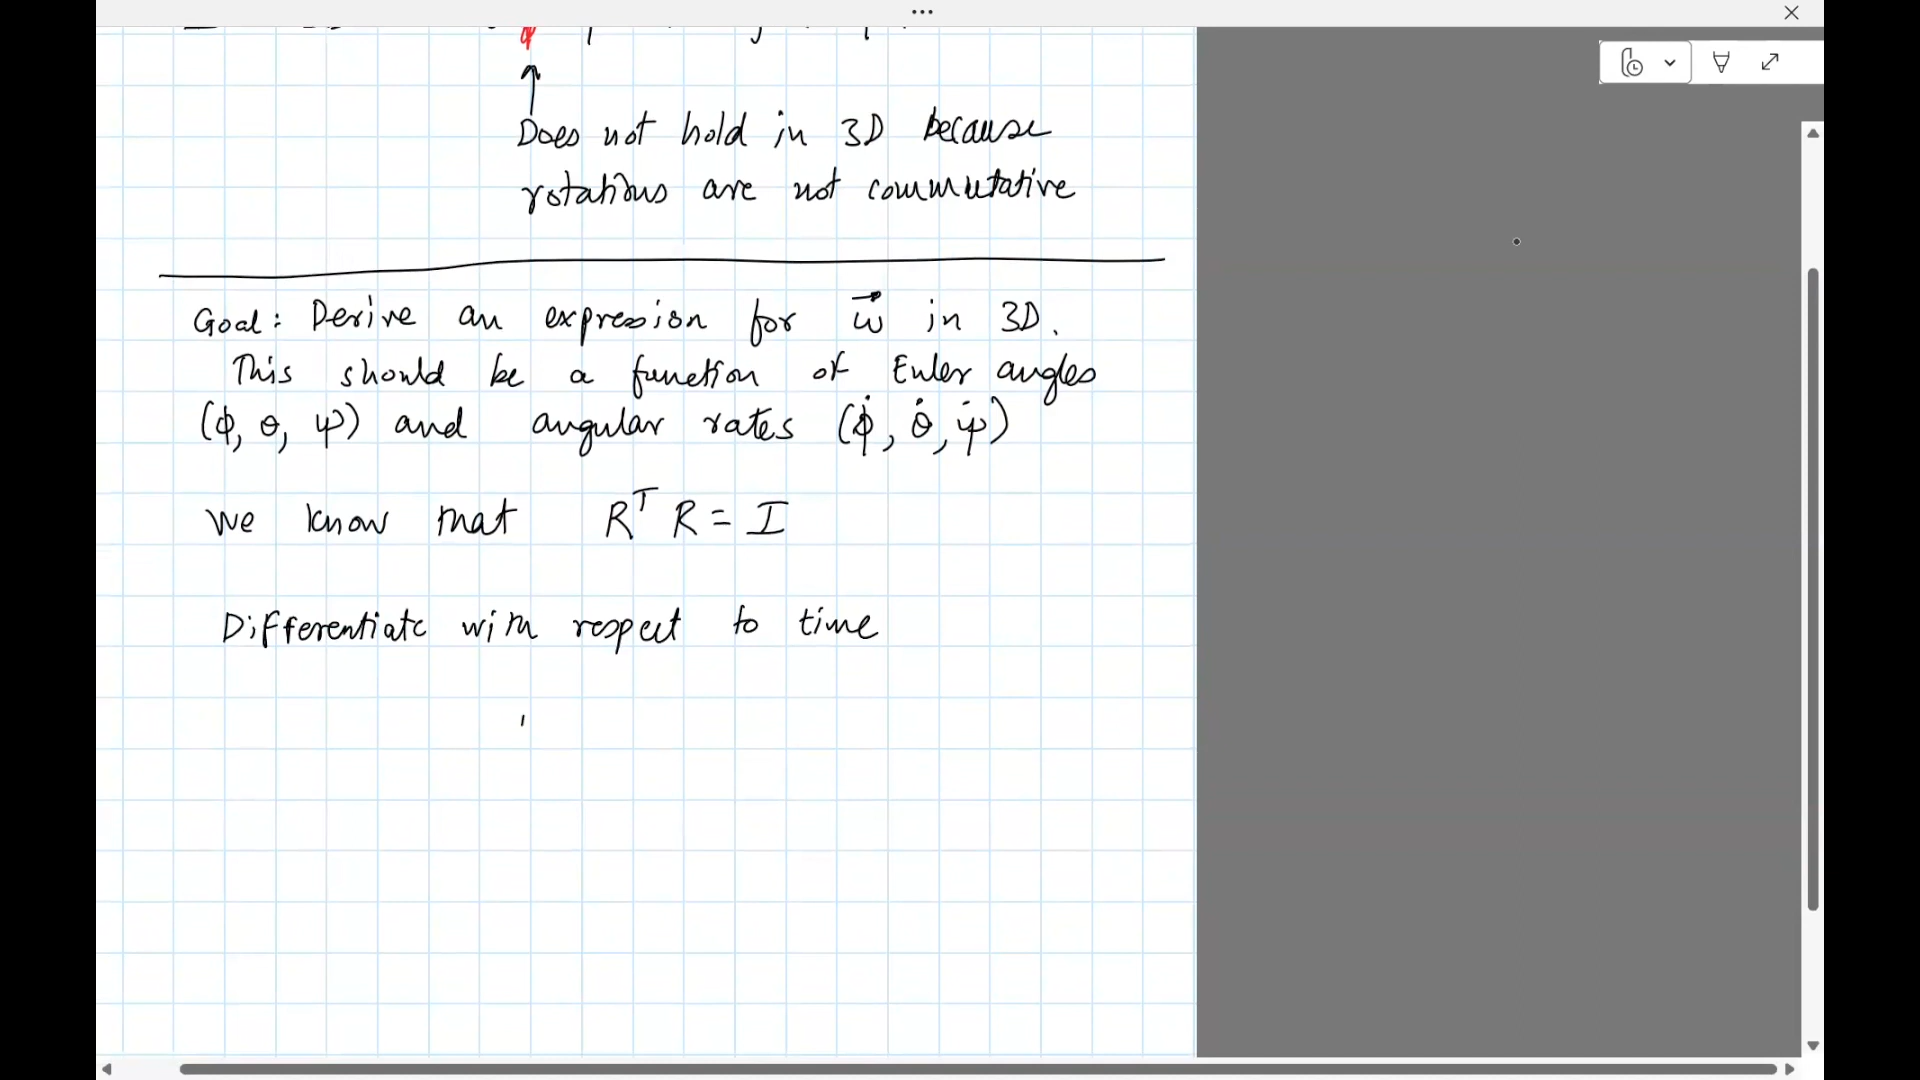 Does not hold in 3D because
rotations are not commutative
Goal: Derive an expression for ω⃗ in 3D.
This should be a function of Euler angles
(ϕ, θ, ψ) and angular rates (ϕ̇, θ̇, ψ̇)
We know that Rᵀ R = I
Differentiate with respect to time